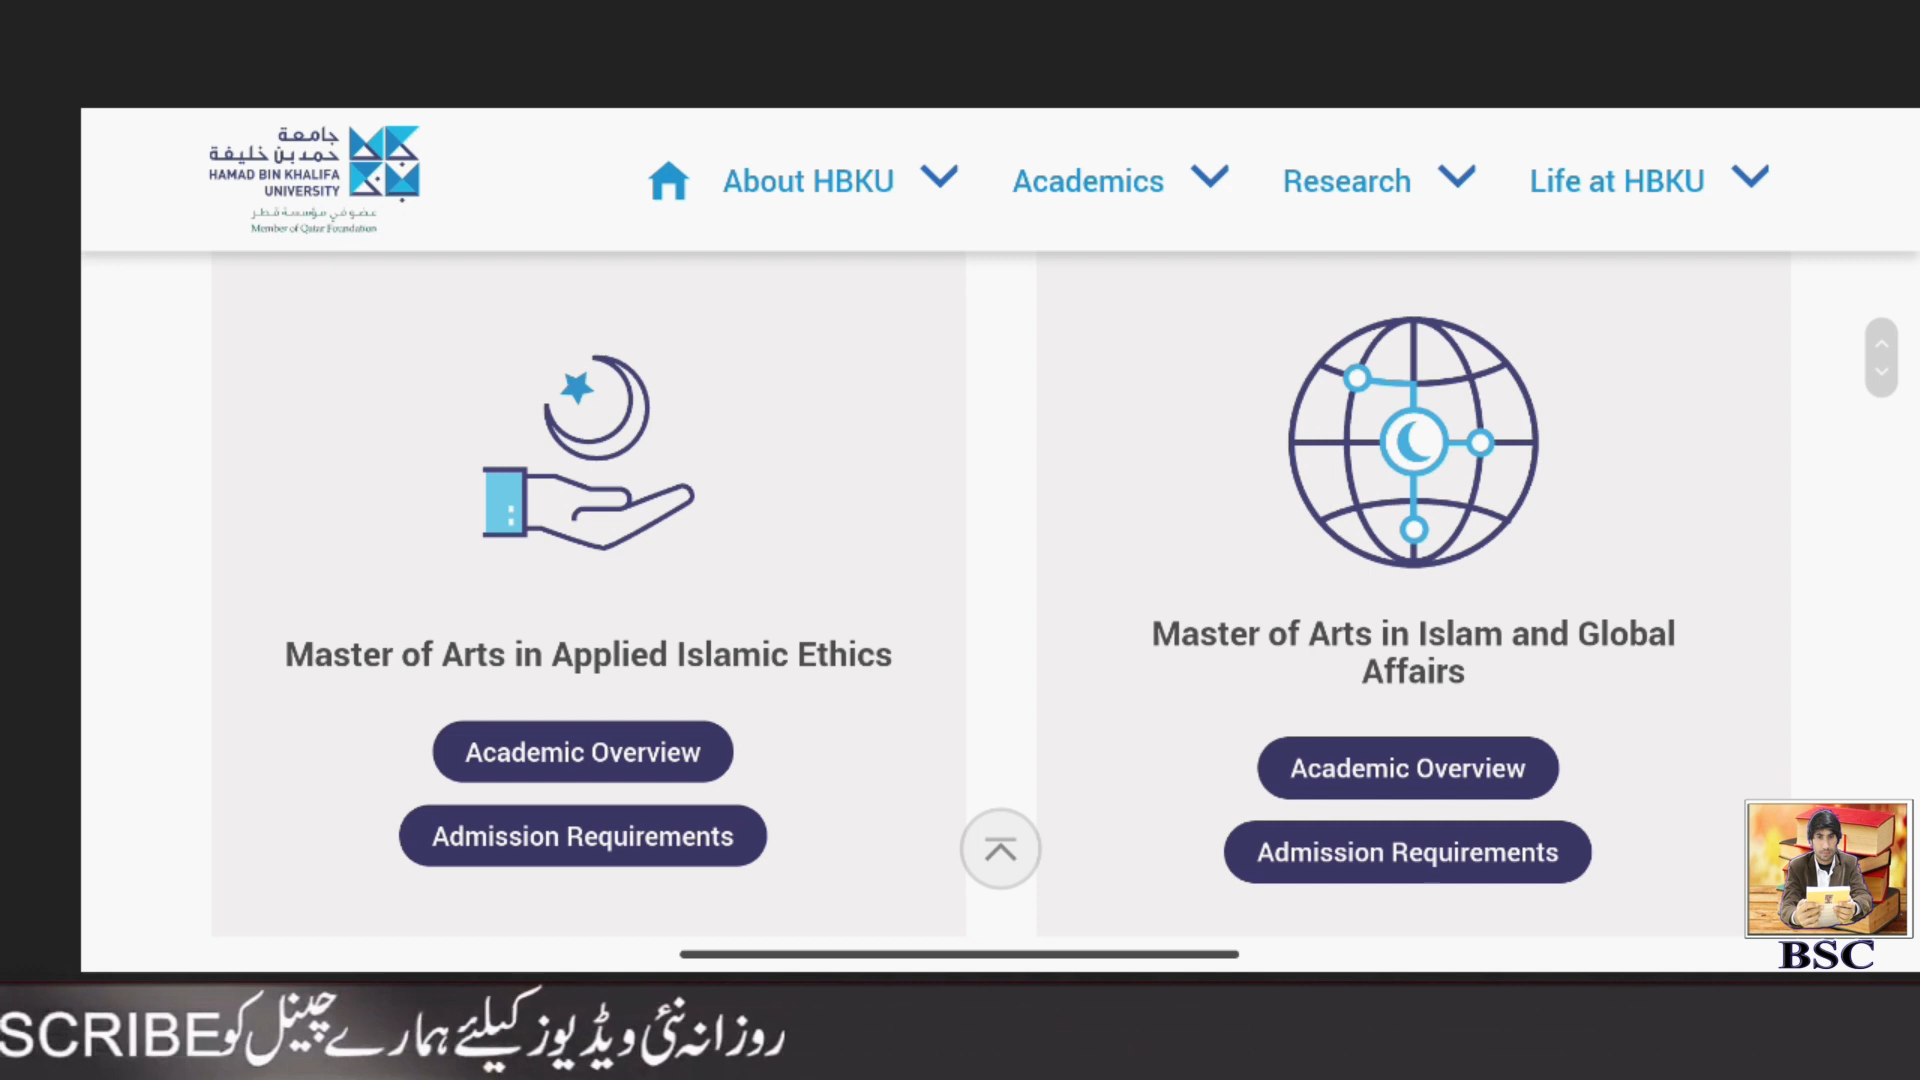 جامعة
حمد بن خليفة
HAMAD BIN KHALIFA
UNIVERSITY
عضو في مؤسسة قطر
Member of Qatar Foundation
About HBKU
Academics
Research
Life at HBKU
Master of Arts in Applied Islamic Ethics
Academic Overview
Admission Requirements
Master of Arts in Islam and Global
Affairs
Academic Overview
Admission Requirements
BSC
روزانہ نئی ویڈیوز کیلئے ہمارے چینل کو SCRIBE